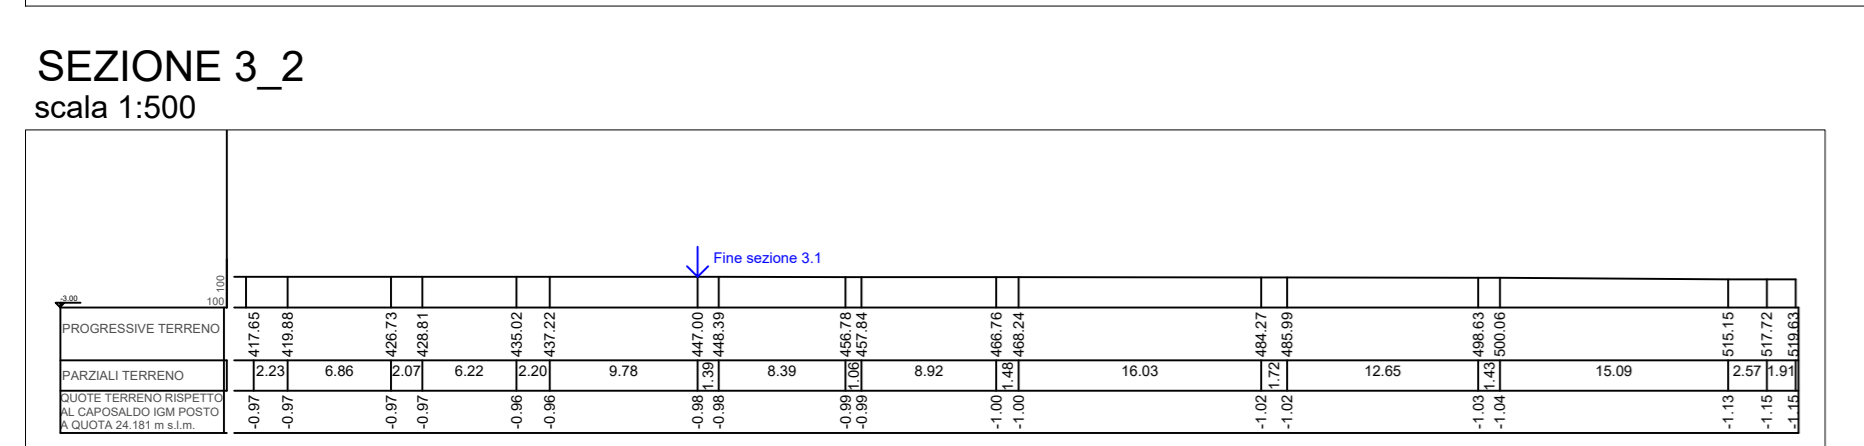 SEZIONE 3_2
scala 1:500
Fine sezione 3.1
100
100
-3.00
PROGRESSIVE TERRENO
417.65 419.88 426.73 428.81 435.02 437.22 447.00 448.39 456.78 457.84 466.76 468.24 484.27 485.99 498.63 500.06 515.15 517.72 519.63
PARZIALI TERRENO
2.23 6.86 2.07 6.22 2.20 9.78 1.39 8.39 1.06 8.92 1.48 16.03 1.72 12.65 1.43 15.09 2.57 1.91
QUOTE TERRENO RISPETTO
AL CAPOSALDO IGM POSTO
A QUOTA 24.181 m s.l.m.
-0.97 -0.97 -0.97 -0.97 -0.96 -0.96 -0.98 -0.98 -0.99 -0.99 -1.00 -1.00 -1.02 -1.02 -1.03 -1.04 -1.13 -1.15 -1.15